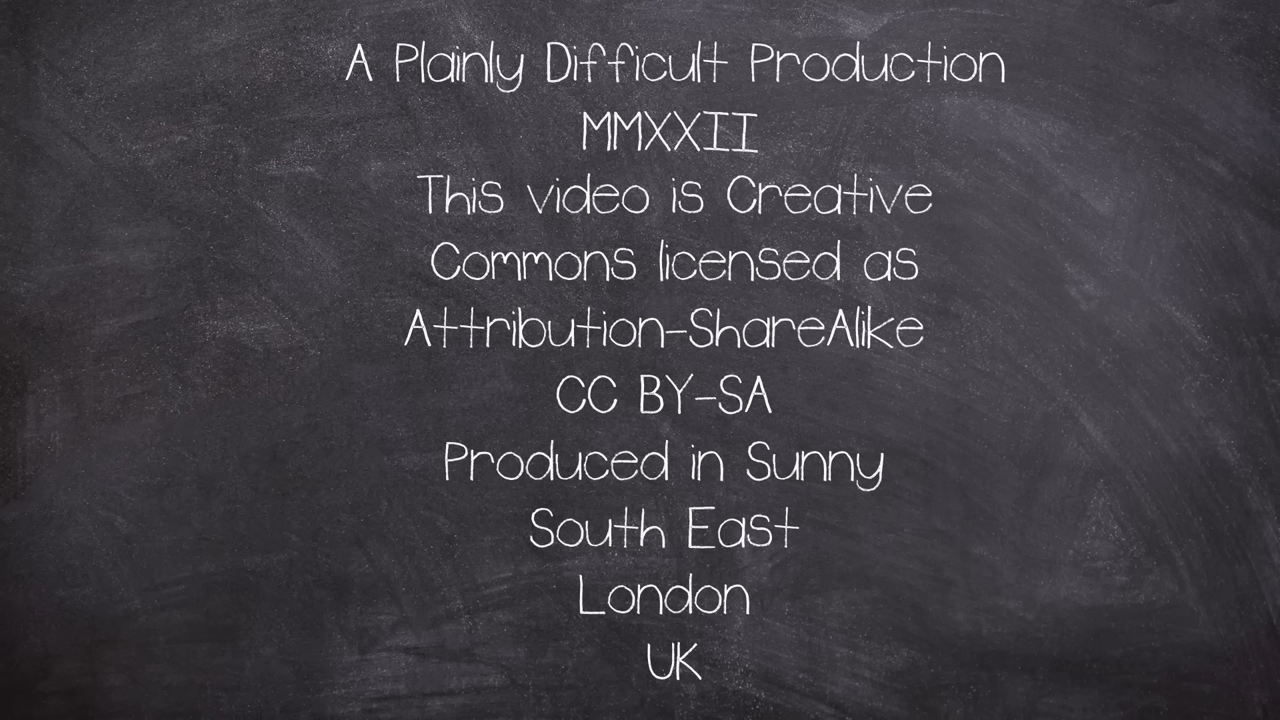 A Plainly Difficult Production
MMXXII
This video is Creative
Commons licensed as
Attribution-ShareAlike
CC BY-SA
Produced in Sunny
South East
London
UK